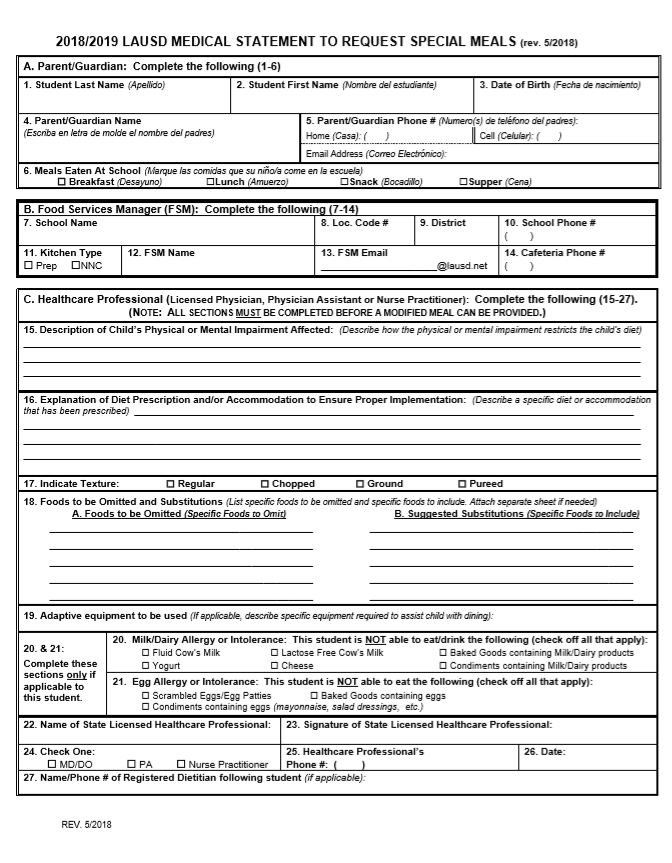 2018/2019 LAUSD MEDICAL STATEMENT TO REQUEST SPECIAL MEALS (rev. 5/2018)
A. Parent/Guardian: Complete the following (1-6)
1. Student Last Name (Apellido)
2. Student First Name (Nombre del estudiante)
3. Date of Birth (Fecha de nacimiento)
4. Parent/Guardian Name
(Escriba en letra de molde el nombre del padres)
5. Parent/Guardian Phone # (Numero(s) de teléfono del padres):
Home (Casa): ( )
Cell (Celular): ( )
Email Address (Correo Electrónico):
6. Meals Eaten At School (Marque las comidas que su niño/a come en la escuela)
☐ Breakfast (Desayuno) ☐Lunch (Amuerzo) ☐Snack (Bocadillo) ☐Supper (Cena)
B. Food Services Manager (FSM): Complete the following (7-14)
7. School Name
8. Loc. Code #
9. District
10. School Phone #
( )
11. Kitchen Type
☐ Prep ☐NNC
12. FSM Name
13. FSM Email
@lausd.net
14. Cafeteria Phone #
( )
C. Healthcare Professional (Licensed Physician, Physician Assistant or Nurse Practitioner): Complete the following (15-27).
(NOTE: ALL SECTIONS MUST BE COMPLETED BEFORE A MODIFIED MEAL CAN BE PROVIDED.)
15. Description of Child's Physical or Mental Impairment Affected: (Describe how the physical or mental impairment restricts the child's diet)
16. Explanation of Diet Prescription and/or Accommodation to Ensure Proper Implementation: (Describe a specific diet or accommodation
that has been prescribed)
17. Indicate Texture: ☐ Regular ☐ Chopped ☐ Ground ☐ Pureed
18. Foods to be Omitted and Substitutions (List specific foods to be omitted and specific foods to include. Attach separate sheet if needed)
A. Foods to be Omitted (Specific Foods to Omit)
B. Suggested Substitutions (Specific Foods to Include)
19. Adaptive equipment to be used (If applicable, describe specific equipment required to assist child with dining):
20. & 21:
Complete these
sections only if
applicable to
this student.
20. Milk/Dairy Allergy or Intolerance: This student is NOT able to eat/drink the following (check off all that apply):
☐ Fluid Cow's Milk ☐ Lactose Free Cow's Milk ☐ Baked Goods containing Milk/Dairy products
☐ Yogurt ☐ Cheese ☐ Condiments containing Milk/Dairy products
21. Egg Allergy or Intolerance: This student is NOT able to eat the following (check off all that apply):
☐ Scrambled Eggs/Egg Patties ☐ Baked Goods containing eggs
☐ Condiments containing eggs (mayonnaise, salad dressings, etc.)
22. Name of State Licensed Healthcare Professional:
23. Signature of State Licensed Healthcare Professional:
24. Check One:
☐ MD/DO ☐ PA ☐ Nurse Practitioner
25. Healthcare Professional's
Phone #: ( )
26. Date:
27. Name/Phone # of Registered Dietitian following student (if applicable):
REV. 5/2018